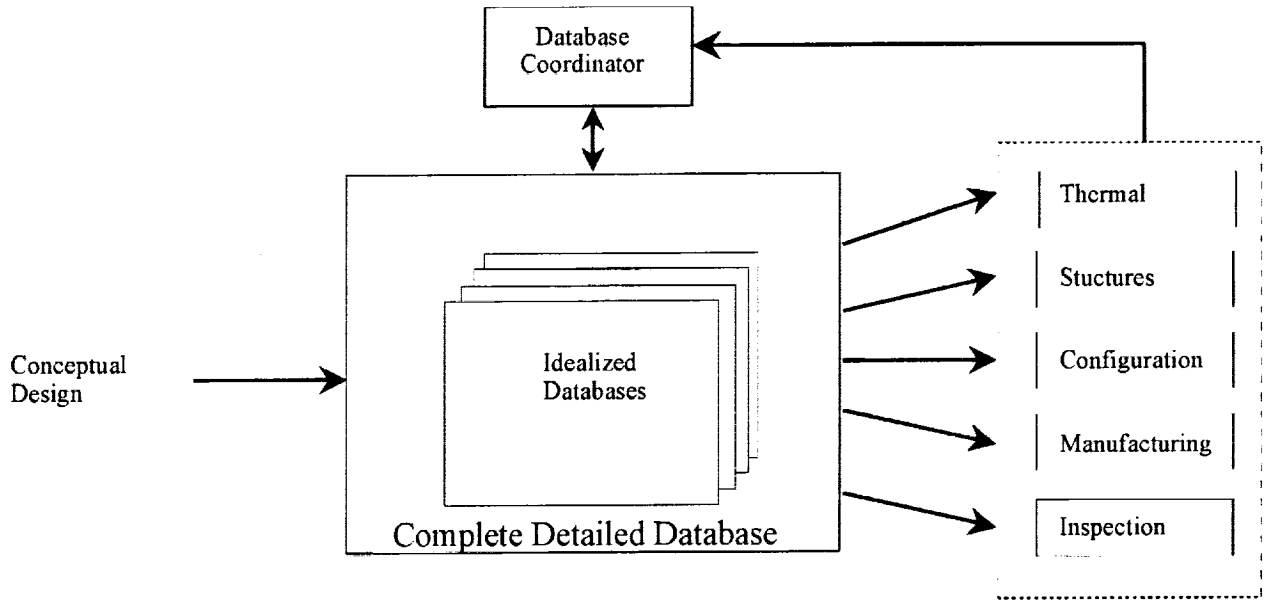 Database
Coordinator
Thermal
Stuctures
Conceptual
Design
Idealized
Databases
Configuration
Manufacturing
Inspection
Complete Detailed Database